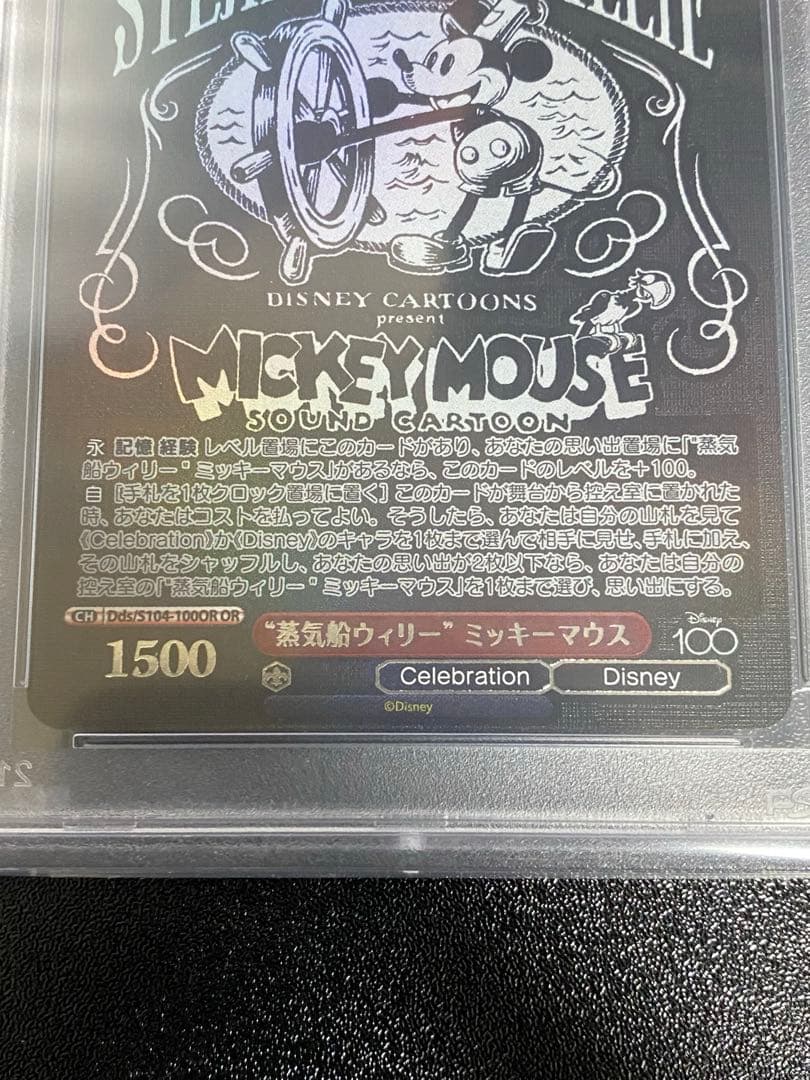 DISNEY CARTOONS
present
MICKEY MOUSE
SOUND CARTOON
永 記憶 経験 レベル置場にこのカードがあり、あなたの思い出置場に「"蒸気
船ウィリー" ミッキーマウス」があるなら、このカードのレベルを+100。
自 [手札を1枚クロック置場に置く] このカードが舞台から控え室に置かれた
時、あなたはコストを払ってよい。そうしたら、あなたは自分の山札を見て
《Celebration》か《Disney》のキャラを1枚まで選んで相手に見せ、手札に加え、
その山札をシャッフルし、あなたの思い出が2枚以下なら、あなたは自分の
控え室の「"蒸気船ウィリー" ミッキーマウス」を1枚まで選び、思い出にする。
CH Dds/S104-100OR OR
1500
“蒸気船ウィリー” ミッキーマウス
Disney
100
Celebration
Disney
©Disney